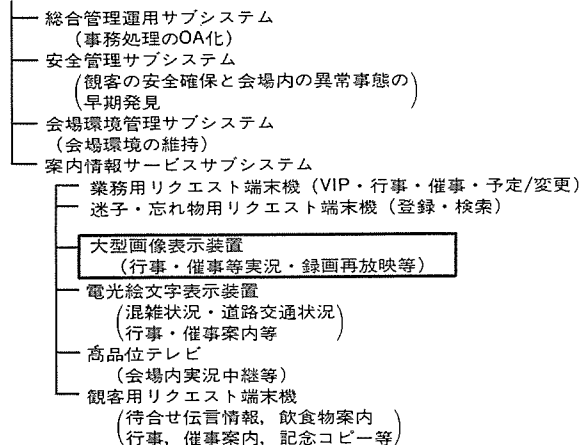 総合管理運用サブシステム
(事務処理のOA化)
安全管理サブシステム
(観客の安全確保と会場内の異常事態の
早期発見)
会場環境管理サブシステム
(会場環境の維持)
案内情報サービスサブシステム
業務用リクエスト端末機(VIP・行事・催事・予定/変更)
迷子・忘れ物用リクエスト端末機(登録・検索)
大型画像表示装置
(行事・催事等実況・録画再放映等)
電光絵文字表示装置
(混雑状況・道路交通状況
行事・催事案内等)
高品位テレビ
(会場内実況中継等)
観客用リクエスト端末機
(待合せ伝言情報,飲食物案内
行事,催事案内,記念コピー等)